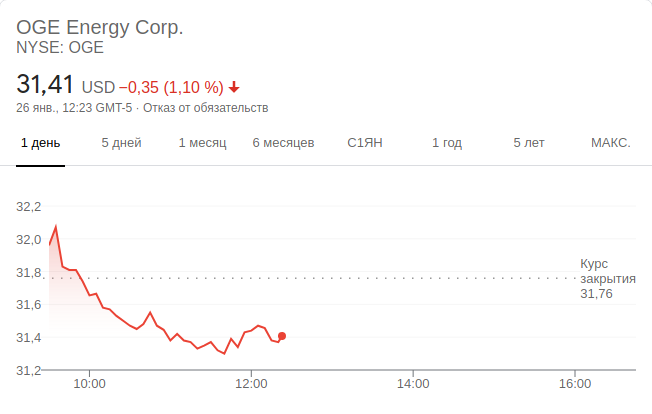 OGE Energy Corp.
NYSE: OGE
31,41 USD −0,35 (1,10 %)
26 янв., 12:23 GMT-5 · Отказ от обязательств
1 день 5 дней 1 месяц 6 месяцев С1ЯН 1 год 5 лет МАКС.
32,2
32,0
31,8
31,6
31,4
31,2
Курс
закрытия
31,76
10:00 12:00 14:00 16:00